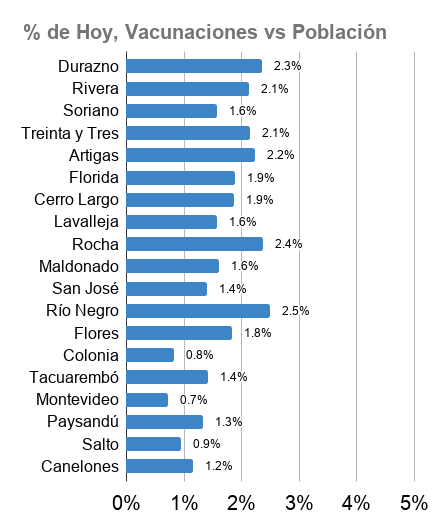 % de Hoy, Vacunaciones vs Población
Durazno 2.3%
Rivera 2.1%
Soriano 1.6%
Treinta y Tres 2.1%
Artigas 2.2%
Florida 1.9%
Cerro Largo 1.9%
Lavalleja 1.6%
Rocha 2.4%
Maldonado 1.6%
San José 1.4%
Río Negro 2.5%
Flores 1.8%
Colonia 0.8%
Tacuarembó 1.4%
Montevideo 0.7%
Paysandú 1.3%
Salto 0.9%
Canelones 1.2%
0% 1% 2% 3% 4% 5%